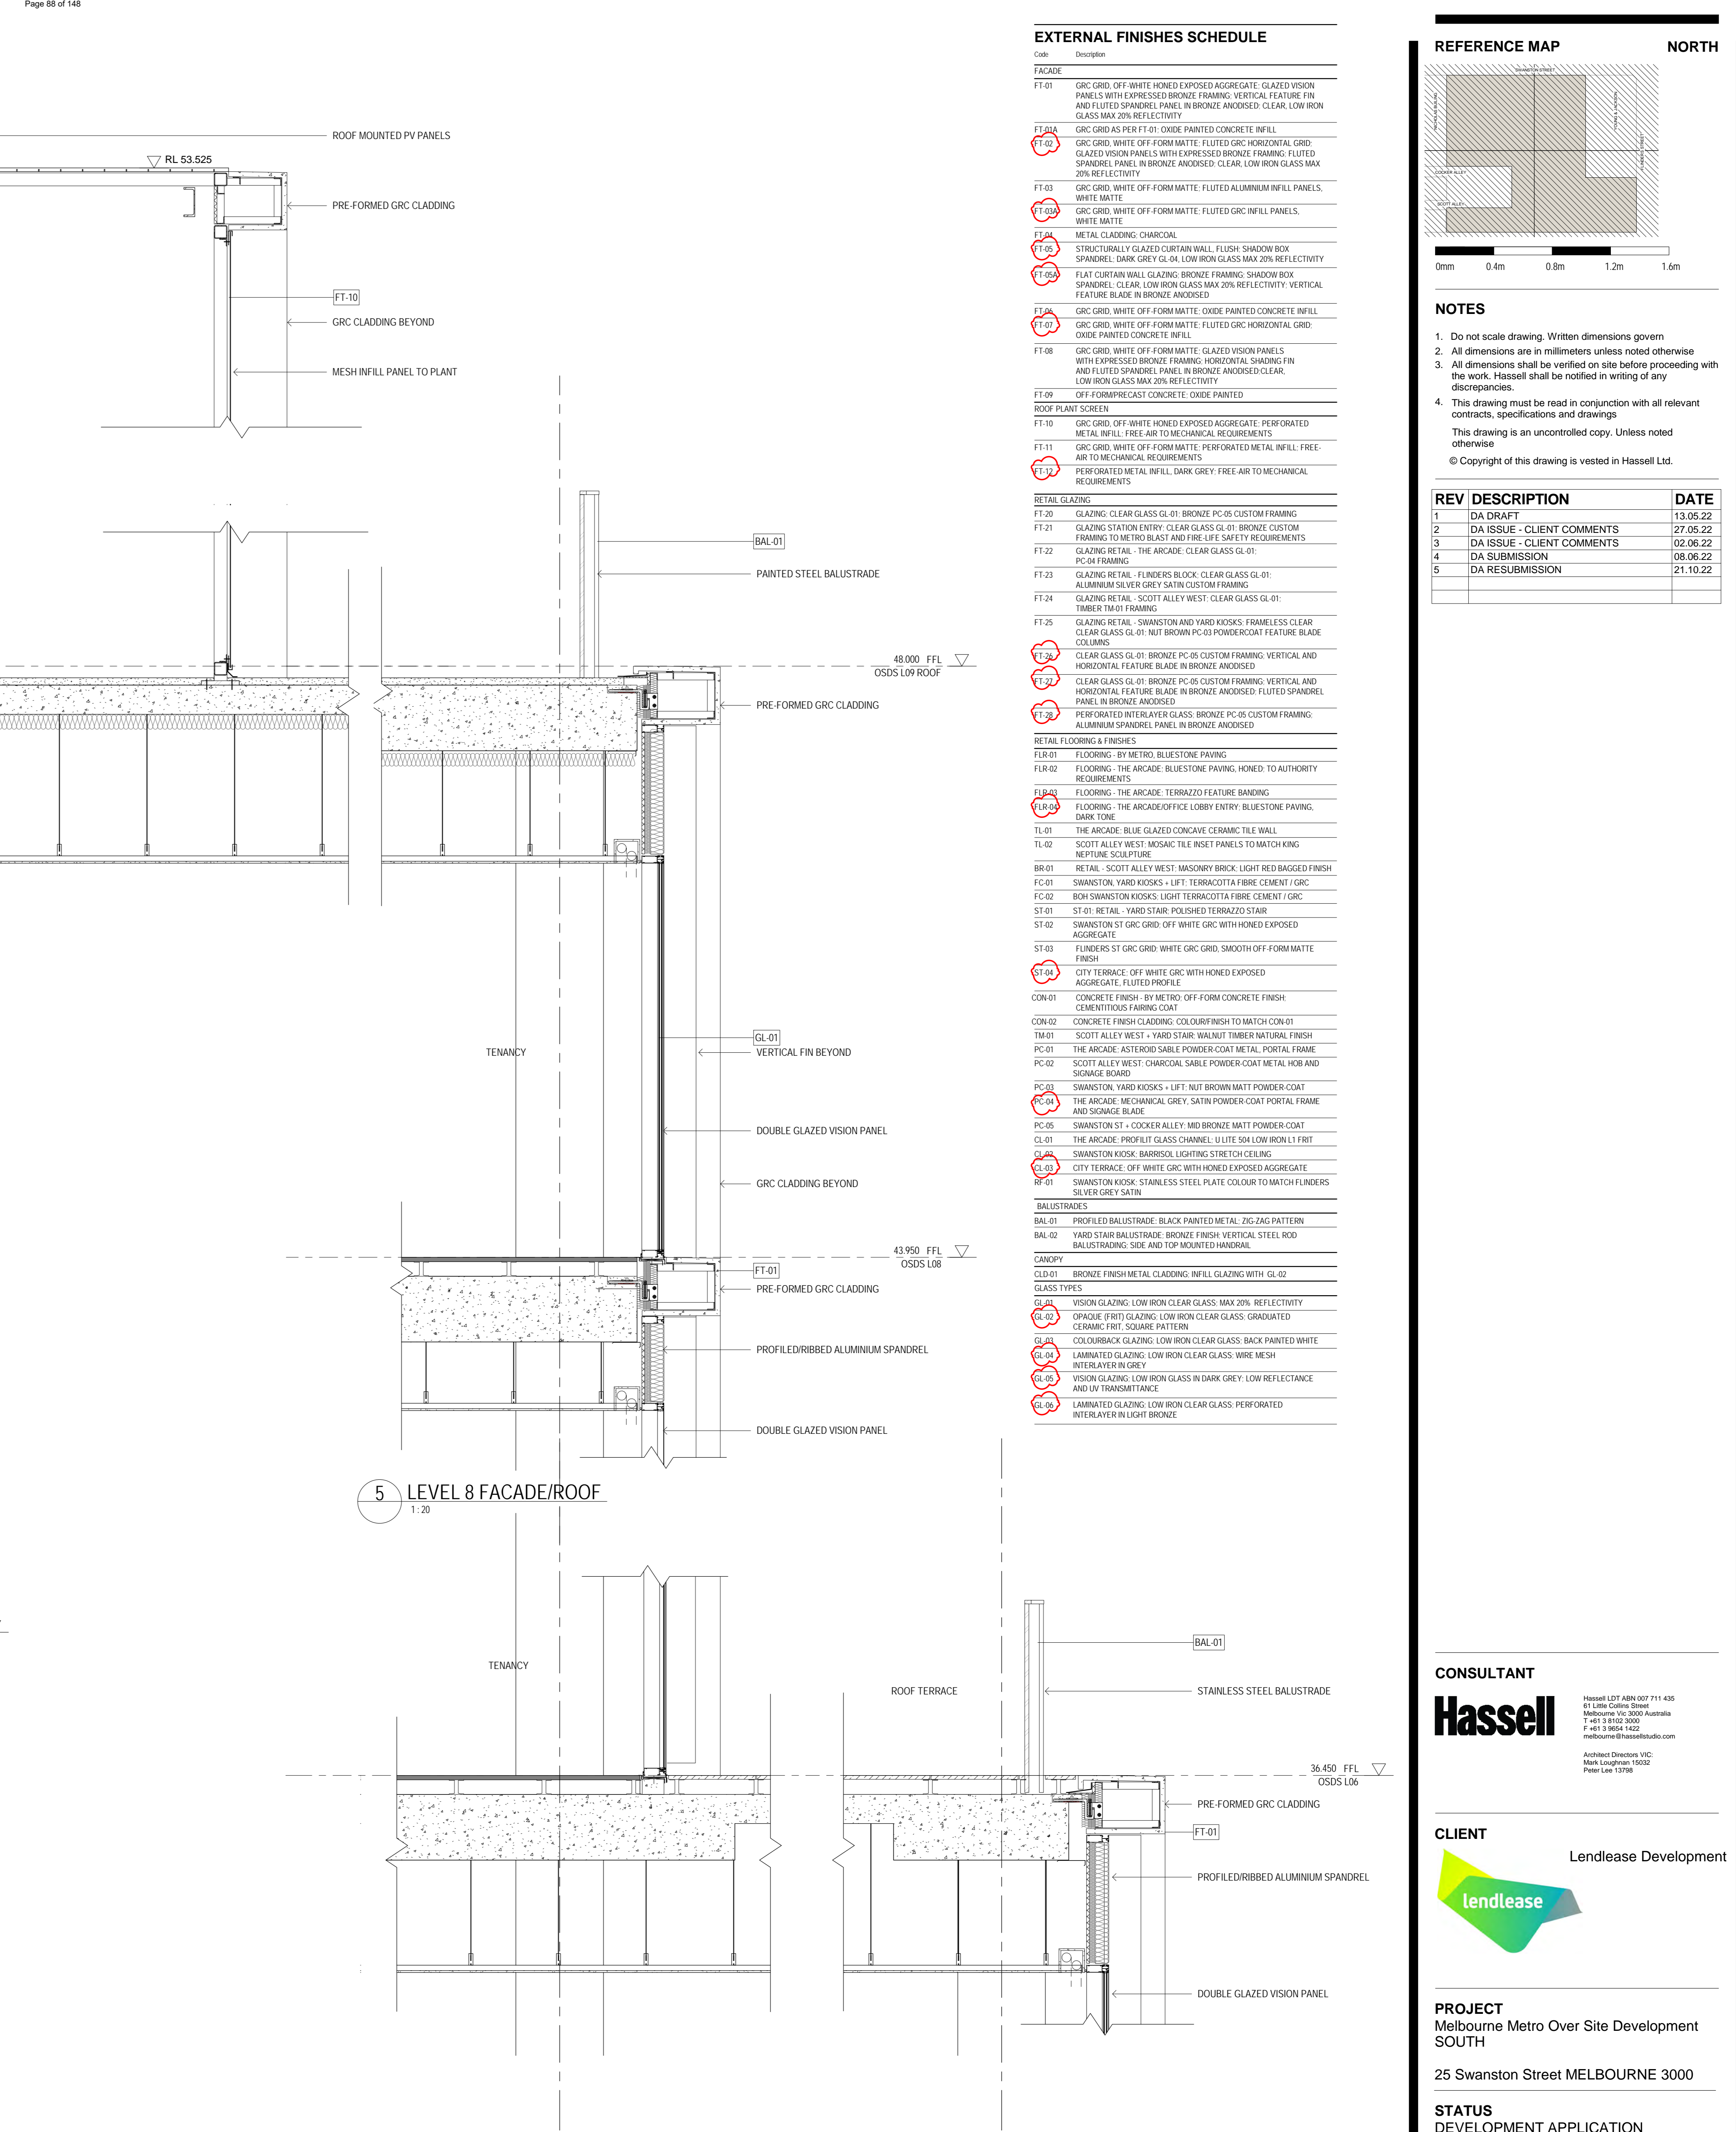 Page 88 of 148
ROOF MOUNTED PV PANELS
RL 53.525
PRE-FORMED GRC CLADDING
FT-10
GRC CLADDING BEYOND
MESH INFILL PANEL TO PLANT
BAL-01
PAINTED STEEL BALUSTRADE
48.000 FFL
OSDS L09 ROOF
PRE-FORMED GRC CLADDING
TENANCY
GL-01
VERTICAL FIN BEYOND
DOUBLE GLAZED VISION PANEL
GRC CLADDING BEYOND
43.950 FFL
OSDS L08
FT-01
PRE-FORMED GRC CLADDING
PROFILED/RIBBED ALUMINIUM SPANDREL
DOUBLE GLAZED VISION PANEL
5 LEVEL 8 FACADE/ROOF
1 : 20
TENANCY
ROOF TERRACE
BAL-01
STAINLESS STEEL BALUSTRADE
36.450 FFL
OSDS L06
PRE-FORMED GRC CLADDING
FT-01
PROFILED/RIBBED ALUMINIUM SPANDREL
DOUBLE GLAZED VISION PANEL
EXTERNAL FINISHES SCHEDULE
Code Description
FACADE
FT-01 GRC GRID, OFF-WHITE HONED EXPOSED AGGREGATE; GLAZED VISION
PANELS WITH EXPRESSED BRONZE FRAMING; VERTICAL FEATURE FIN
AND FLUTED SPANDREL PANEL IN BRONZE ANODISED; CLEAR, LOW IRON
GLASS MAX 20% REFLECTIVITY
FT-01A GRC GRID AS PER FT-01; OXIDE PAINTED CONCRETE INFILL
FT-02 GRC GRID, WHITE OFF-FORM MATTE; FLUTED GRC HORIZONTAL GRID;
GLAZED VISION PANELS WITH EXPRESSED BRONZE FRAMING; FLUTED
SPANDREL PANEL IN BRONZE ANODISED; CLEAR, LOW IRON GLASS MAX
20% REFLECTIVITY
FT-03 GRC GRID, WHITE OFF-FORM MATTE; FLUTED ALUMINIUM INFILL PANELS,
WHITE MATTE
FT-03A GRC GRID, WHITE OFF-FORM MATTE; FLUTED GRC INFILL PANELS,
WHITE MATTE
FT-04 METAL CLADDING; CHARCOAL
FT-05 STRUCTURALLY GLAZED CURTAIN WALL, FLUSH; SHADOW BOX
SPANDREL; DARK GREY GL-04, LOW IRON GLASS MAX 20% REFLECTIVITY
FT-05A FLAT CURTAIN WALL GLAZING; BRONZE FRAMING; SHADOW BOX
SPANDREL; CLEAR, LOW IRON GLASS MAX 20% REFLECTIVITY; VERTICAL
FEATURE BLADE IN BRONZE ANODISED
FT-06 GRC GRID, WHITE OFF-FORM MATTE; OXIDE PAINTED CONCRETE INFILL
FT-07 GRC GRID, WHITE OFF-FORM MATTE; FLUTED GRC HORIZONTAL GRID;
OXIDE PAINTED CONCRETE INFILL
FT-08 GRC GRID, WHITE OFF-FORM MATTE; GLAZED VISION PANELS
WITH EXPRESSED BRONZE FRAMING; HORIZONTAL SHADING FIN
AND FLUTED SPANDREL PANEL IN BRONZE ANODISED;CLEAR,
LOW IRON GLASS MAX 20% REFLECTIVITY
FT-09 OFF-FORM/PRECAST CONCRETE; OXIDE PAINTED
ROOF PLANT SCREEN
FT-10 GRC GRID, OFF-WHITE HONED EXPOSED AGGREGATE; PERFORATED
METAL INFILL; FREE-AIR TO MECHANICAL REQUIREMENTS
FT-11 GRC GRID, WHITE OFF-FORM MATTE; PERFORATED METAL INFILL; FREE-
AIR TO MECHANICAL REQUIREMENTS
FT-12 PERFORATED METAL INFILL, DARK GREY; FREE-AIR TO MECHANICAL
REQUIREMENTS
RETAIL GLAZING
FT-20 GLAZING; CLEAR GLASS GL-01; BRONZE PC-05 CUSTOM FRAMING
FT-21 GLAZING STATION ENTRY; CLEAR GLASS GL-01; BRONZE CUSTOM
FRAMING TO METRO BLAST AND FIRE-LIFE SAFETY REQUIREMENTS
FT-22 GLAZING RETAIL - THE ARCADE; CLEAR GLASS GL-01;
PC-04 FRAMING
FT-23 GLAZING RETAIL - FLINDERS BLOCK; CLEAR GLASS GL-01;
ALUMINIUM SILVER GREY SATIN CUSTOM FRAMING
FT-24 GLAZING RETAIL - SCOTT ALLEY WEST; CLEAR GLASS GL-01;
TIMBER TM-01 FRAMING
FT-25 GLAZING RETAIL - SWANSTON AND YARD KIOSKS; FRAMELESS CLEAR
CLEAR GLASS GL-01; NUT BROWN PC-03 POWDERCOAT FEATURE BLADE
COLUMNS
FT-26 CLEAR GLASS GL-01; BRONZE PC-05 CUSTOM FRAMING; VERTICAL AND
HORIZONTAL FEATURE BLADE IN BRONZE ANODISED
FT-27 CLEAR GLASS GL-01; BRONZE PC-05 CUSTOM FRAMING; VERTICAL AND
HORIZONTAL FEATURE BLADE IN BRONZE ANODISED; FLUTED SPANDREL
PANEL IN BRONZE ANODISED
FT-28 PERFORATED INTERLAYER GLASS; BRONZE PC-05 CUSTOM FRAMING;
ALUMINIUM SPANDREL PANEL IN BRONZE ANODISED
RETAIL FLOORING & FINISHES
FLR-01 FLOORING - BY METRO, BLUESTONE PAVING
FLR-02 FLOORING - THE ARCADE; BLUESTONE PAVING, HONED; TO AUTHORITY
REQUIREMENTS
FLR-03 FLOORING - THE ARCADE; TERRAZZO FEATURE BANDING
FLR-04 FLOORING - THE ARCADE/OFFICE LOBBY ENTRY; BLUESTONE PAVING,
DARK TONE
TL-01 THE ARCADE; BLUE GLAZED CONCAVE CERAMIC TILE WALL
TL-02 SCOTT ALLEY WEST; MOSAIC TILE INSET PANELS TO MATCH KING
NEPTUNE SCULPTURE
BR-01 RETAIL - SCOTT ALLEY WEST; MASONRY BRICK; LIGHT RED BAGGED FINISH
FC-01 SWANSTON, YARD KIOSKS + LIFT; TERRACOTTA FIBRE CEMENT / GRC
FC-02 BOH SWANSTON KIOSKS; LIGHT TERRACOTTA FIBRE CEMENT / GRC
ST-01 ST-01; RETAIL - YARD STAIR; POLISHED TERRAZZO STAIR
ST-02 SWANSTON ST GRC GRID; OFF WHITE GRC WITH HONED EXPOSED
AGGREGATE
ST-03 FLINDERS ST GRC GRID; WHITE GRC GRID, SMOOTH OFF-FORM MATTE
FINISH
ST-04 CITY TERRACE; OFF WHITE GRC WITH HONED EXPOSED
AGGREGATE, FLUTED PROFILE
CON-01 CONCRETE FINISH - BY METRO; OFF-FORM CONCRETE FINISH;
CEMENTITIOUS FAIRING COAT
CON-02 CONCRETE FINISH CLADDING; COLOUR/FINISH TO MATCH CON-01
TM-01 SCOTT ALLEY WEST + YARD STAIR; WALNUT TIMBER NATURAL FINISH
PC-01 THE ARCADE; ASTEROID SABLE POWDER-COAT METAL, PORTAL FRAME
PC-02 SCOTT ALLEY WEST; CHARCOAL SABLE POWDER-COAT METAL HOB AND
SIGNAGE BOARD
PC-03 SWANSTON, YARD KIOSKS + LIFT; NUT BROWN MATT POWDER-COAT
PC-04 THE ARCADE; MECHANICAL GREY, SATIN POWDER-COAT PORTAL FRAME
AND SIGNAGE BLADE
PC-05 SWANSTON ST + COCKER ALLEY; MID BRONZE MATT POWDER-COAT
CL-01 THE ARCADE; PROFILIT GLASS CHANNEL; U LITE 504 LOW IRON L1 FRIT
CL-02 SWANSTON KIOSK; BARRISOL LIGHTING STRETCH CEILING
CL-03 CITY TERRACE; OFF WHITE GRC WITH HONED EXPOSED AGGREGATE
RF-01 SWANSTON KIOSK; STAINLESS STEEL PLATE COLOUR TO MATCH FLINDERS
SILVER GREY SATIN
BALUSTRADES
BAL-01 PROFILED BALUSTRADE; BLACK PAINTED METAL; ZIG-ZAG PATTERN
BAL-02 YARD STAIR BALUSTRADE; BRONZE FINISH; VERTICAL STEEL ROD
BALUSTRADING; SIDE AND TOP MOUNTED HANDRAIL
CANOPY
CLD-01 BRONZE FINISH METAL CLADDING; INFILL GLAZING WITH GL-02
GLASS TYPES
GL-01 VISION GLAZING; LOW IRON CLEAR GLASS; MAX 20% REFLECTIVITY
GL-02 OPAQUE (FRIT) GLAZING; LOW IRON CLEAR GLASS; GRADUATED
CERAMIC FRIT, SQUARE PATTERN
GL-03 COLOURBACK GLAZING; LOW IRON CLEAR GLASS; BACK PAINTED WHITE
GL-04 LAMINATED GLAZING; LOW IRON CLEAR GLASS; WIRE MESH
INTERLAYER IN GREY
GL-05 VISION GLAZING; LOW IRON GLASS IN DARK GREY; LOW REFLECTANCE
AND UV TRANSMITTANCE
GL-06 LAMINATED GLAZING; LOW IRON CLEAR GLASS; PERFORATED
INTERLAYER IN LIGHT BRONZE
REFERENCE MAP NORTH
SWANSTON STREET
NICHOLAS BUILDING
YOUNG & JACKSON
FLINDERS STREET
COCKER ALLEY
SCOTT ALLEY
0mm 0.4m 0.8m 1.2m 1.6m
NOTES
1. Do not scale drawing. Written dimensions govern
2. All dimensions are in millimeters unless noted otherwise
3. All dimensions shall be verified on site before proceeding with
the work. Hassell shall be notified in writing of any
discrepancies.
4. This drawing must be read in conjunction with all relevant
contracts, specifications and drawings
This drawing is an uncontrolled copy. Unless noted
otherwise
© Copyright of this drawing is vested in Hassell Ltd.
REV DESCRIPTION DATE
1 DA DRAFT 13.05.22
2 DA ISSUE - CLIENT COMMENTS 27.05.22
3 DA ISSUE - CLIENT COMMENTS 02.06.22
4 DA SUBMISSION 08.06.22
5 DA RESUBMISSION 21.10.22
CONSULTANT
Hassell
Hassell LDT ABN 007 711 435
61 Little Collins Street
Melbourne Vic 3000 Australia
T +61 3 8102 3000
F +61 3 9654 1422
melbourne@hassellstudio.com
Architect Directors VIC:
Mark Loughnan 15032
Peter Lee 13798
CLIENT
Lendlease Development
lendlease
PROJECT
Melbourne Metro Over Site Development
SOUTH
25 Swanston Street MELBOURNE 3000
STATUS
DEVELOPMENT APPLICATION